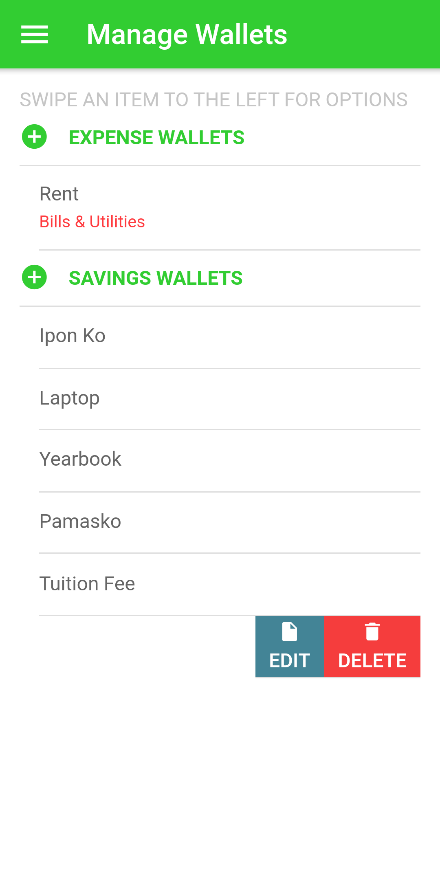 Manage Wallets
SWIPE AN ITEM TO THE LEFT FOR OPTIONS
EXPENSE WALLETS
Rent
Bills & Utilities
SAVINGS WALLETS
Ipon Ko
Laptop
Yearbook
Pamasko
Tuition Fee
EDIT DELETE